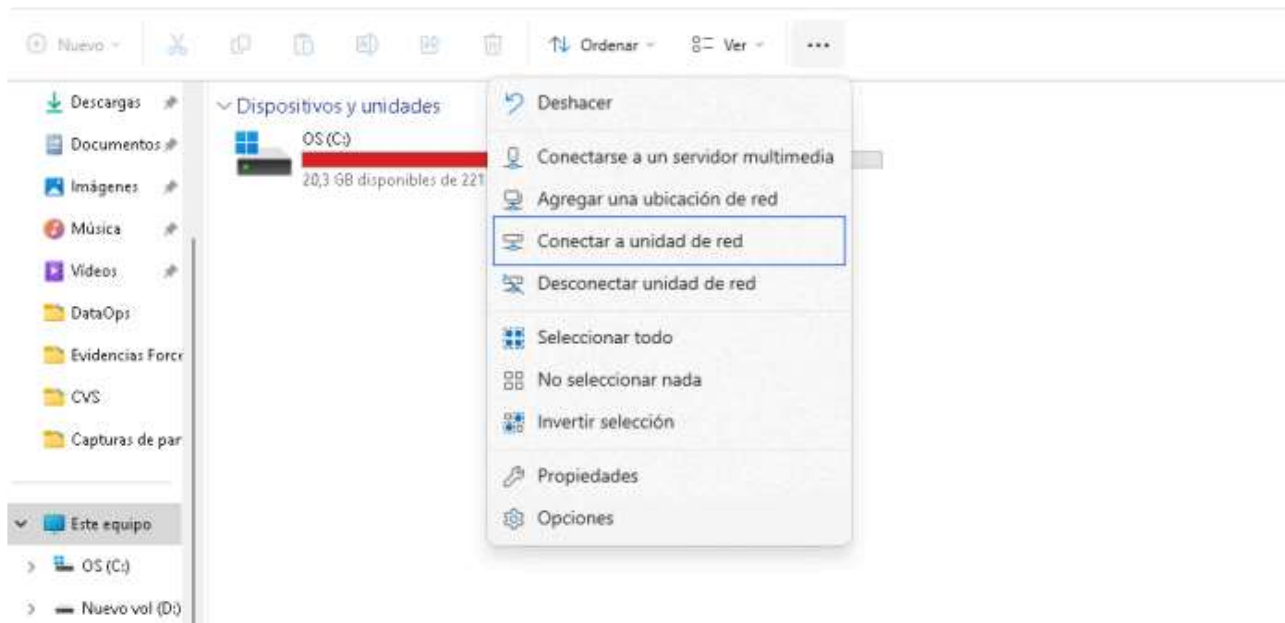 Nuevo
Ordenar
Ver
Descargas
Documentos
Imágenes
Música
Vídeos
DataOps
Evidencias Force
CVS
Capturas de par
Este equipo
OS (C:)
Nuevo vol (D:)
Dispositivos y unidades
OS (C:)
20,3 GB disponibles de 221
Deshacer
Conectarse a un servidor multimedia
Agregar una ubicación de red
Conectar a unidad de red
Desconectar unidad de red
Seleccionar todo
No seleccionar nada
Invertir selección
Propiedades
Opciones